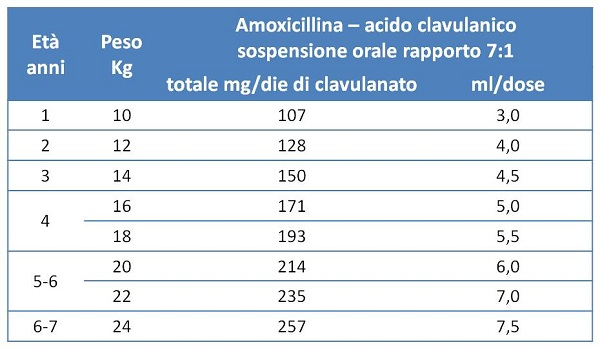 Età anni Peso Kg Amoxicillina – acido clavulanico
sospensione orale rapporto 7:1
totale mg/die di clavulanato ml/dose
1 10 107 3,0
2 12 128 4,0
3 14 150 4,5
4 16 171 5,0
18 193 5,5
5-6 20 214 6,0
22 235 7,0
6-7 24 257 7,5